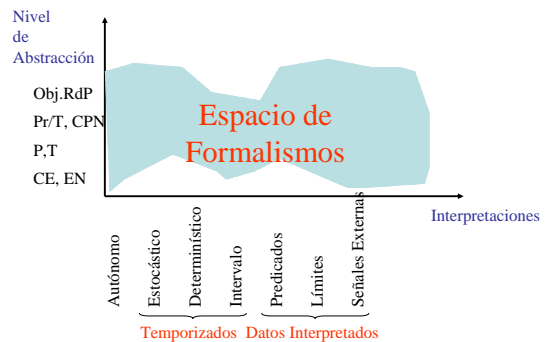 Nivel
de
Abstracción
Obj.RdP
Pr/T, CPN
P,T
CE, EN
Espacio de
Formalismos
Interpretaciones
Autónomo
Estocástico
Determinístico
Intervalo
Predicados
Límites
Señales Externas
Temporizados Datos Interpretados